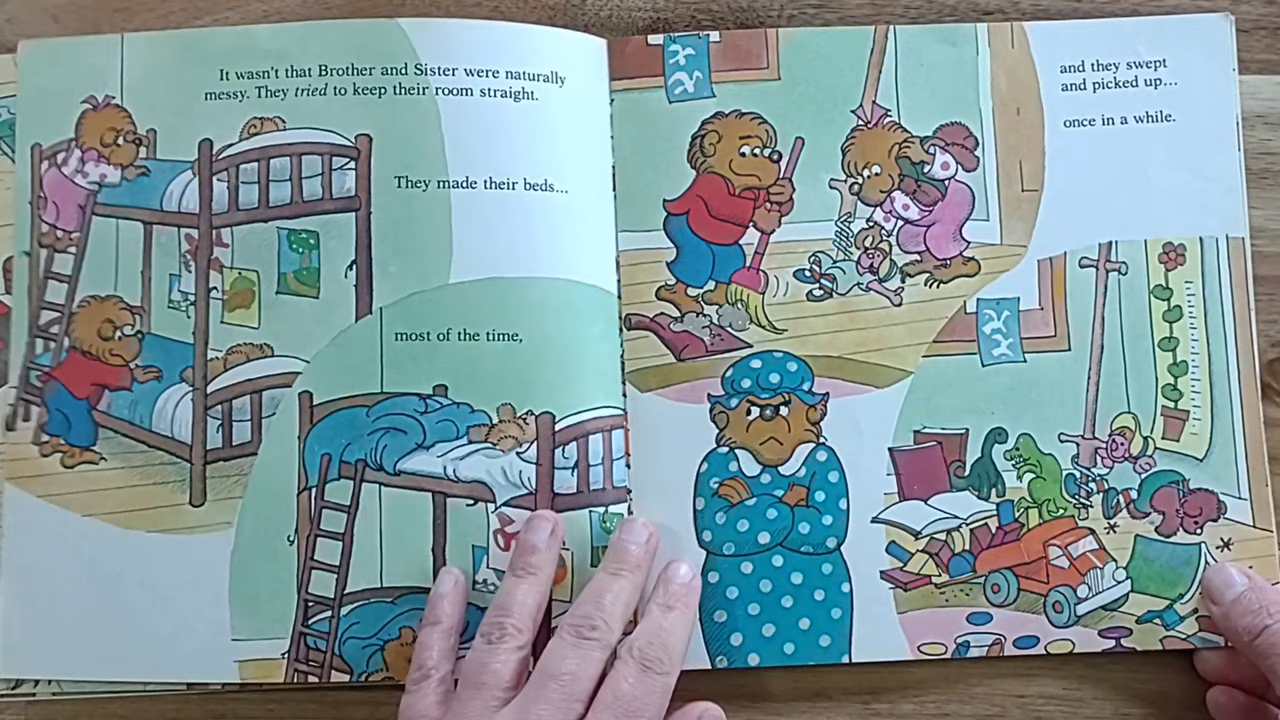 It wasn't that Brother and Sister were naturally
messy. They tried to keep their room straight.
They made their beds...
most of the time,
and they swept
and picked up...
once in a while.